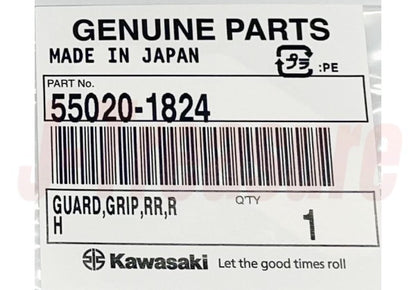 GENUINE PARTS
MADE IN JAPAN
プラ :PE
PART No.
55020-1824
GUARD,GRIP,RR,R
H
Q'TY
1
Kawasaki Let the good times roll